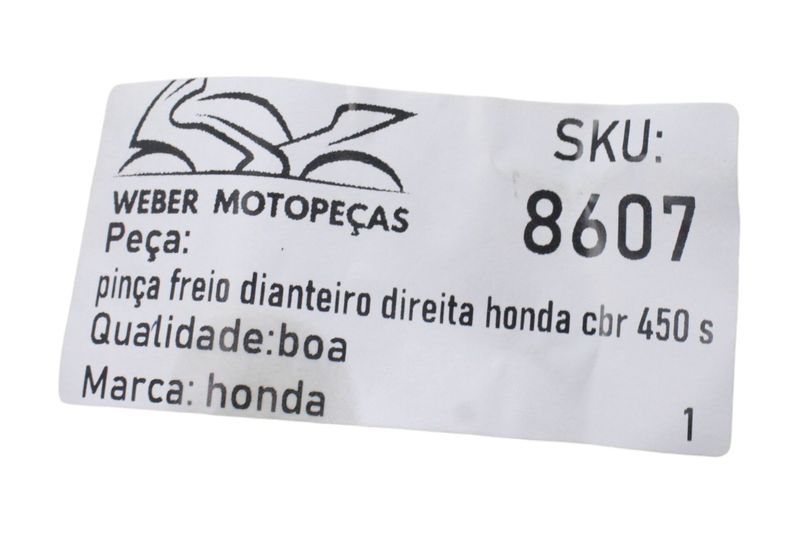 WEBER MOTOPEÇAS
SKU:
8607
Peça:
pinça freio dianteiro direita honda cbr 450 s
Qualidade:boa
Marca: honda
1